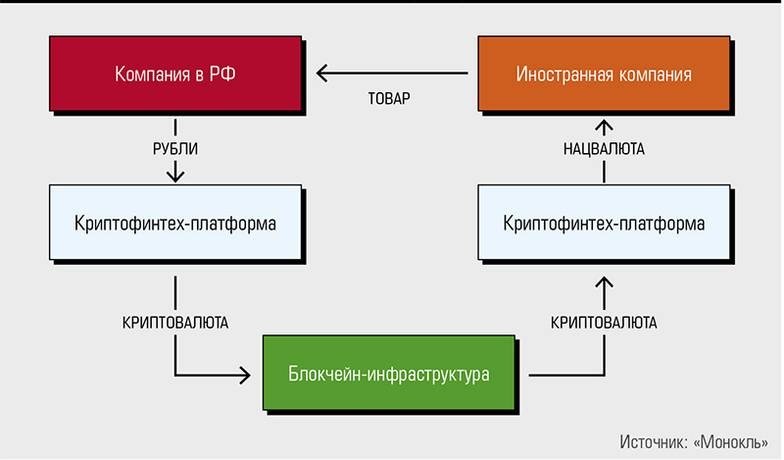 Компания в РФ
Иностранная компания
ТОВАР
РУБЛИ
НАЦВАЛЮТА
Криптофинтех-платформа
Криптофинтех-платформа
КРИПТОВАЛЮТА
КРИПТОВАЛЮТА
Блокчейн-инфраструктура
Источник: «Монокль»